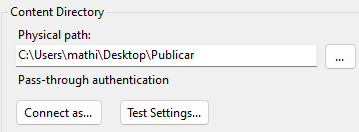 Content Directory
Physical path:
C:\Users\mathi\Desktop\Publicar
...
Pass-through authentication
Connect as... Test Settings...